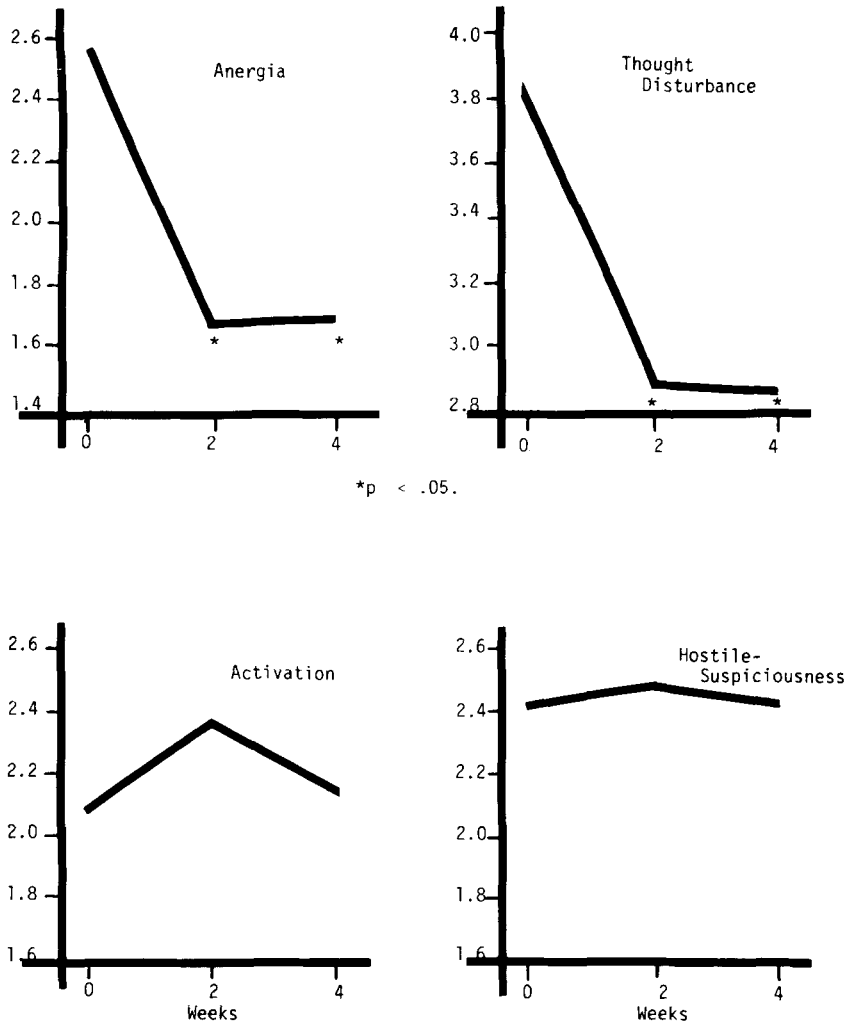 Anergia
2.6
2.4
2.2
2.0
1.8
1.6
1.4
0 2 4
Thought
Disturbance
4.0
3.8
3.6
3.4
3.2
3.0
2.8
0 2 4
*
*
*
*
*p < .05.
Activation
2.6
2.4
2.2
2.0
1.8
1.6
0 2 4
Weeks
Hostile-
Suspiciousness
2.6
2.4
2.2
2.0
1.8
1.6
0 2 4
Weeks